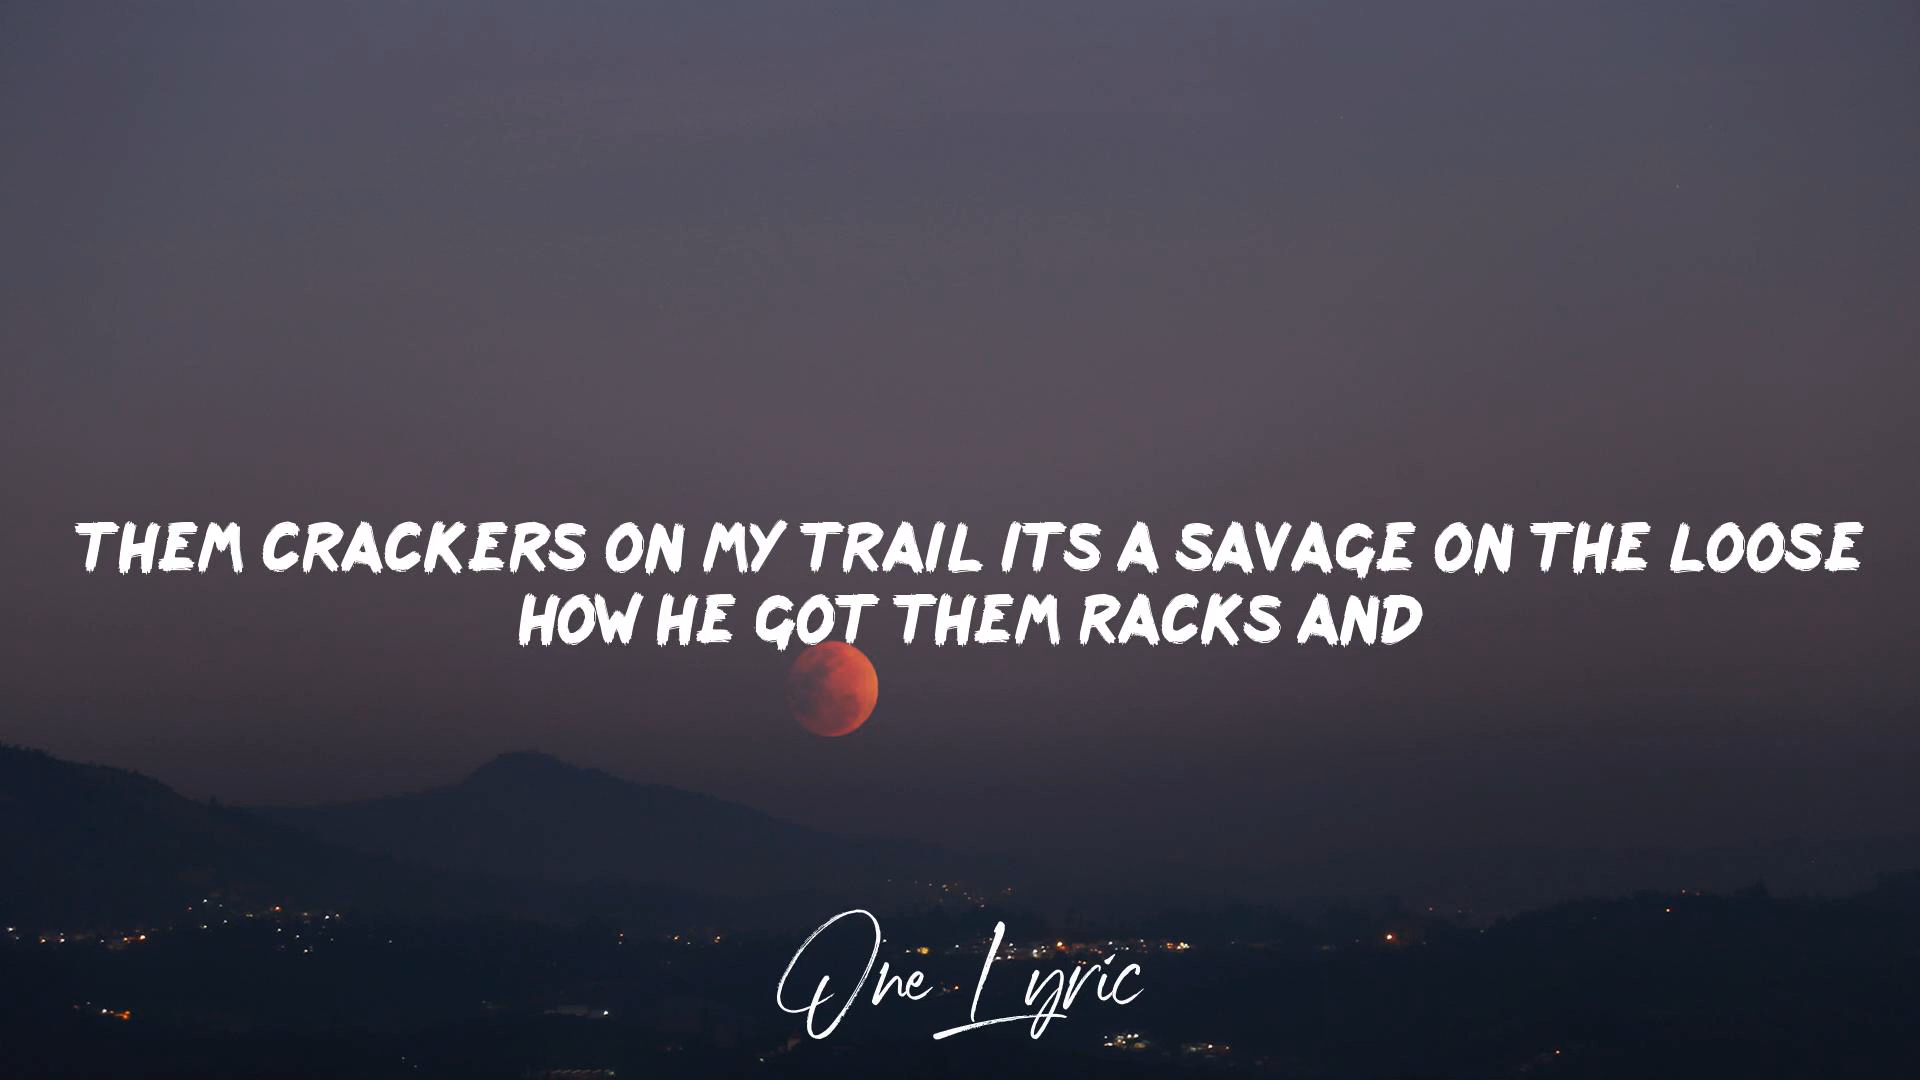 THEM CRACKERS ON MY TRAIL ITS A SAVAGE ON THE LOOSE
HOW HE GOT THEM RACKS AND
One Lyric